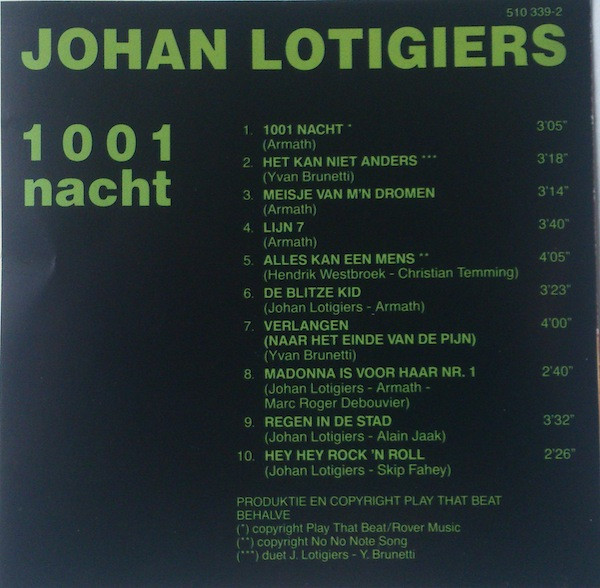 510 339-2
JOHAN LOTIGIERS
1001
nacht
1. 1001 NACHT * 3'05"
(Armath)
2. HET KAN NIET ANDERS *** 3'18"
(Yvan Brunetti)
3. MEISJE VAN M'N DROMEN 3'14"
(Armath)
4. LIJN 7 3'40"
(Armath)
5. ALLES KAN EEN MENS ** 4'05"
(Hendrik Westbroek - Christian Temming)
6. DE BLITZE KID 3'23"
(Johan Lotigiers - Armath)
7. VERLANGEN 4'00"
(NAAR HET EINDE VAN DE PIJN)
(Yvan Brunetti)
8. MADONNA IS VOOR HAAR NR. 1 2'40"
(Johan Lotigiers - Armath -
Marc Roger Debouvier)
9. REGEN IN DE STAD 3'32"
(Johan Lotigiers - Alain Jaak)
10. HEY HEY ROCK 'N ROLL 2'26"
(Johan Lotigiers - Skip Fahey)
PRODUKTIE EN COPYRIGHT PLAY THAT BEAT
BEHALVE
(*) copyright Play That Beat/Rover Music
(**) copyright No No Note Song
(***) duet J. Lotigiers - Y. Brunetti